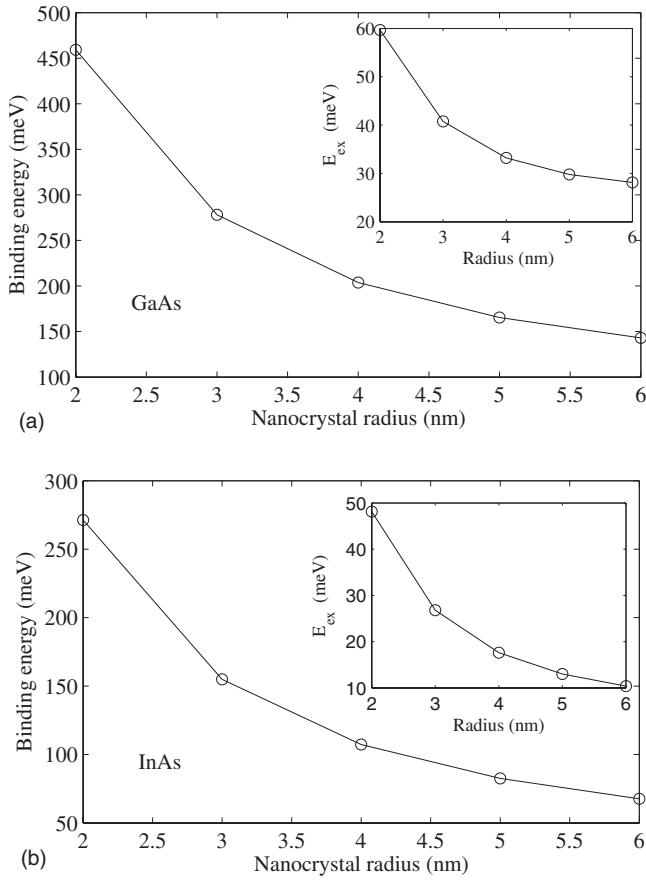 500
450
400
350
300
250
200
150
100
Binding energy (meV)
GaAs
2 2.5 3 3.5 4 4.5 5 5.5 6
Nanocrystal radius (nm)
(a)
60
50
40
30
20
E_ex (meV)
2 3 4 5 6
Radius (nm)
300
250
200
150
100
50
Binding energy (meV)
InAs
2 2.5 3 3.5 4 4.5 5 5.5 6
Nanocrystal radius (nm)
(b)
50
40
30
20
10
E_ex (meV)
2 3 4 5 6
Radius (nm)